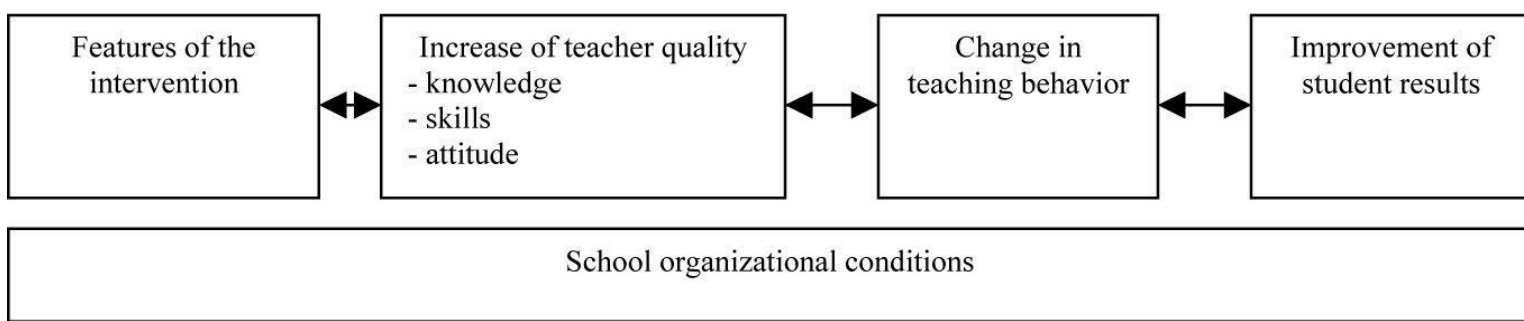 Features of the
intervention
Increase of teacher quality
- knowledge
- skills
- attitude
Change in
teaching behavior
Improvement of
student results
School organizational conditions